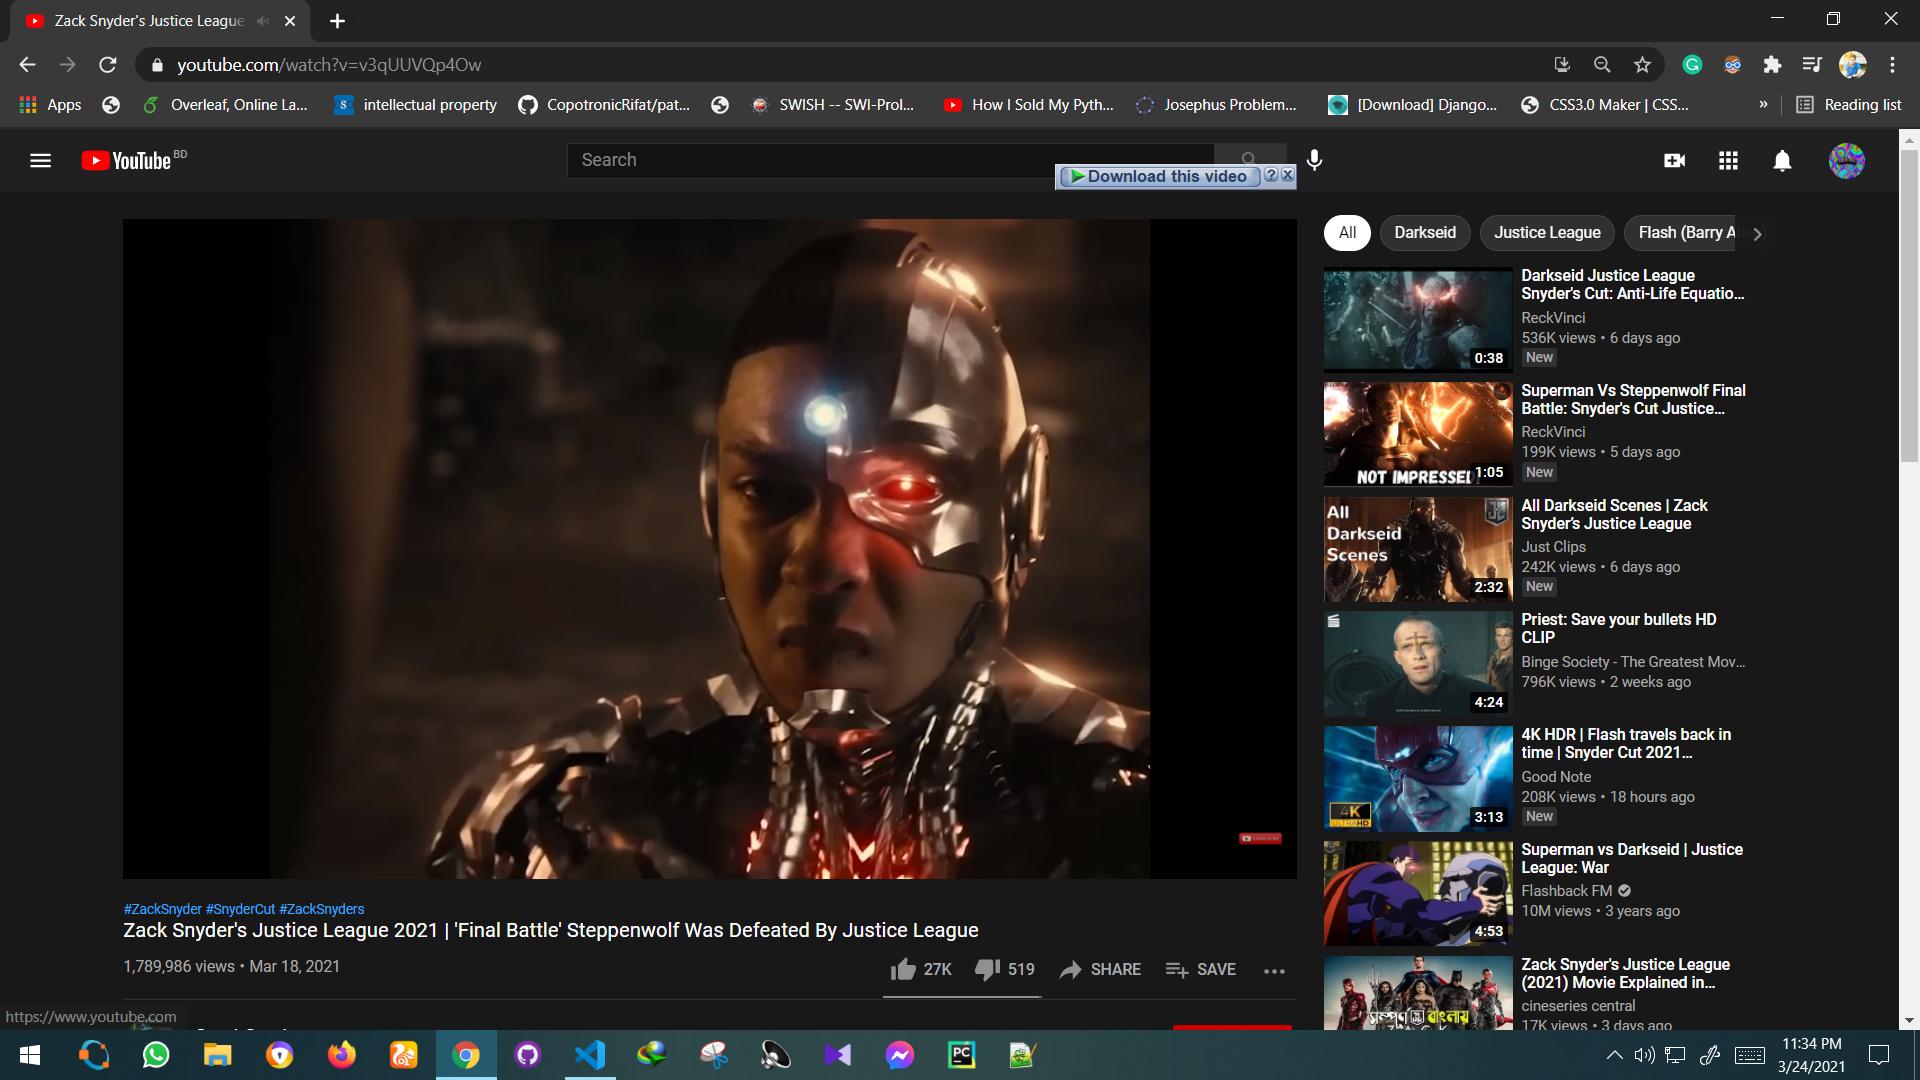 Zack Snyder's Justice League
youtube.com/watch?v=v3qUUVQp4Ow
Apps
Overleaf, Online La...
intellectual property
CopotronicRifat/pat...
SWISH -- SWI-Prol...
How I Sold My Pyth...
Josephus Problem...
[Download] Django...
CSS3.0 Maker | CSS...
»
Reading list
YouTube BD
Search
Download this video
All
Darkseid
Justice League
Flash (Barry
Darkseid Justice League
Snyder's Cut: Anti-Life Equatio...
ReckVinci
536K views • 6 days ago
New
0:38
Superman Vs Steppenwolf Final
Battle: Snyder's Cut Justice...
ReckVinci
199K views • 5 days ago
New
NOT IMPRESSED
1:05
All Darkseid Scenes | Zack
Snyder's Justice League
Just Clips
242K views • 6 days ago
New
All
Darkseid
Scenes
2:32
Priest: Save your bullets HD
CLIP
Binge Society - The Greatest Mov...
796K views • 2 weeks ago
4:24
4K HDR | Flash travels back in
time | Snyder Cut 2021...
Good Note
208K views • 18 hours ago
New
4K
ULTRA HD
3:13
Superman vs Darkseid | Justice
League: War
Flashback FM
10M views • 3 years ago
4:53
Zack Snyder's Justice League
(2021) Movie Explained in...
cineseries central
17K views • 3 days ago
#ZackSnyder #SnyderCut #ZackSnyders
Zack Snyder's Justice League 2021 | 'Final Battle' Steppenwolf Was Defeated By Justice League
1,789,986 views • Mar 18, 2021
27K
519
SHARE
SAVE
https://www.youtube.com
11:34 PM
3/24/2021